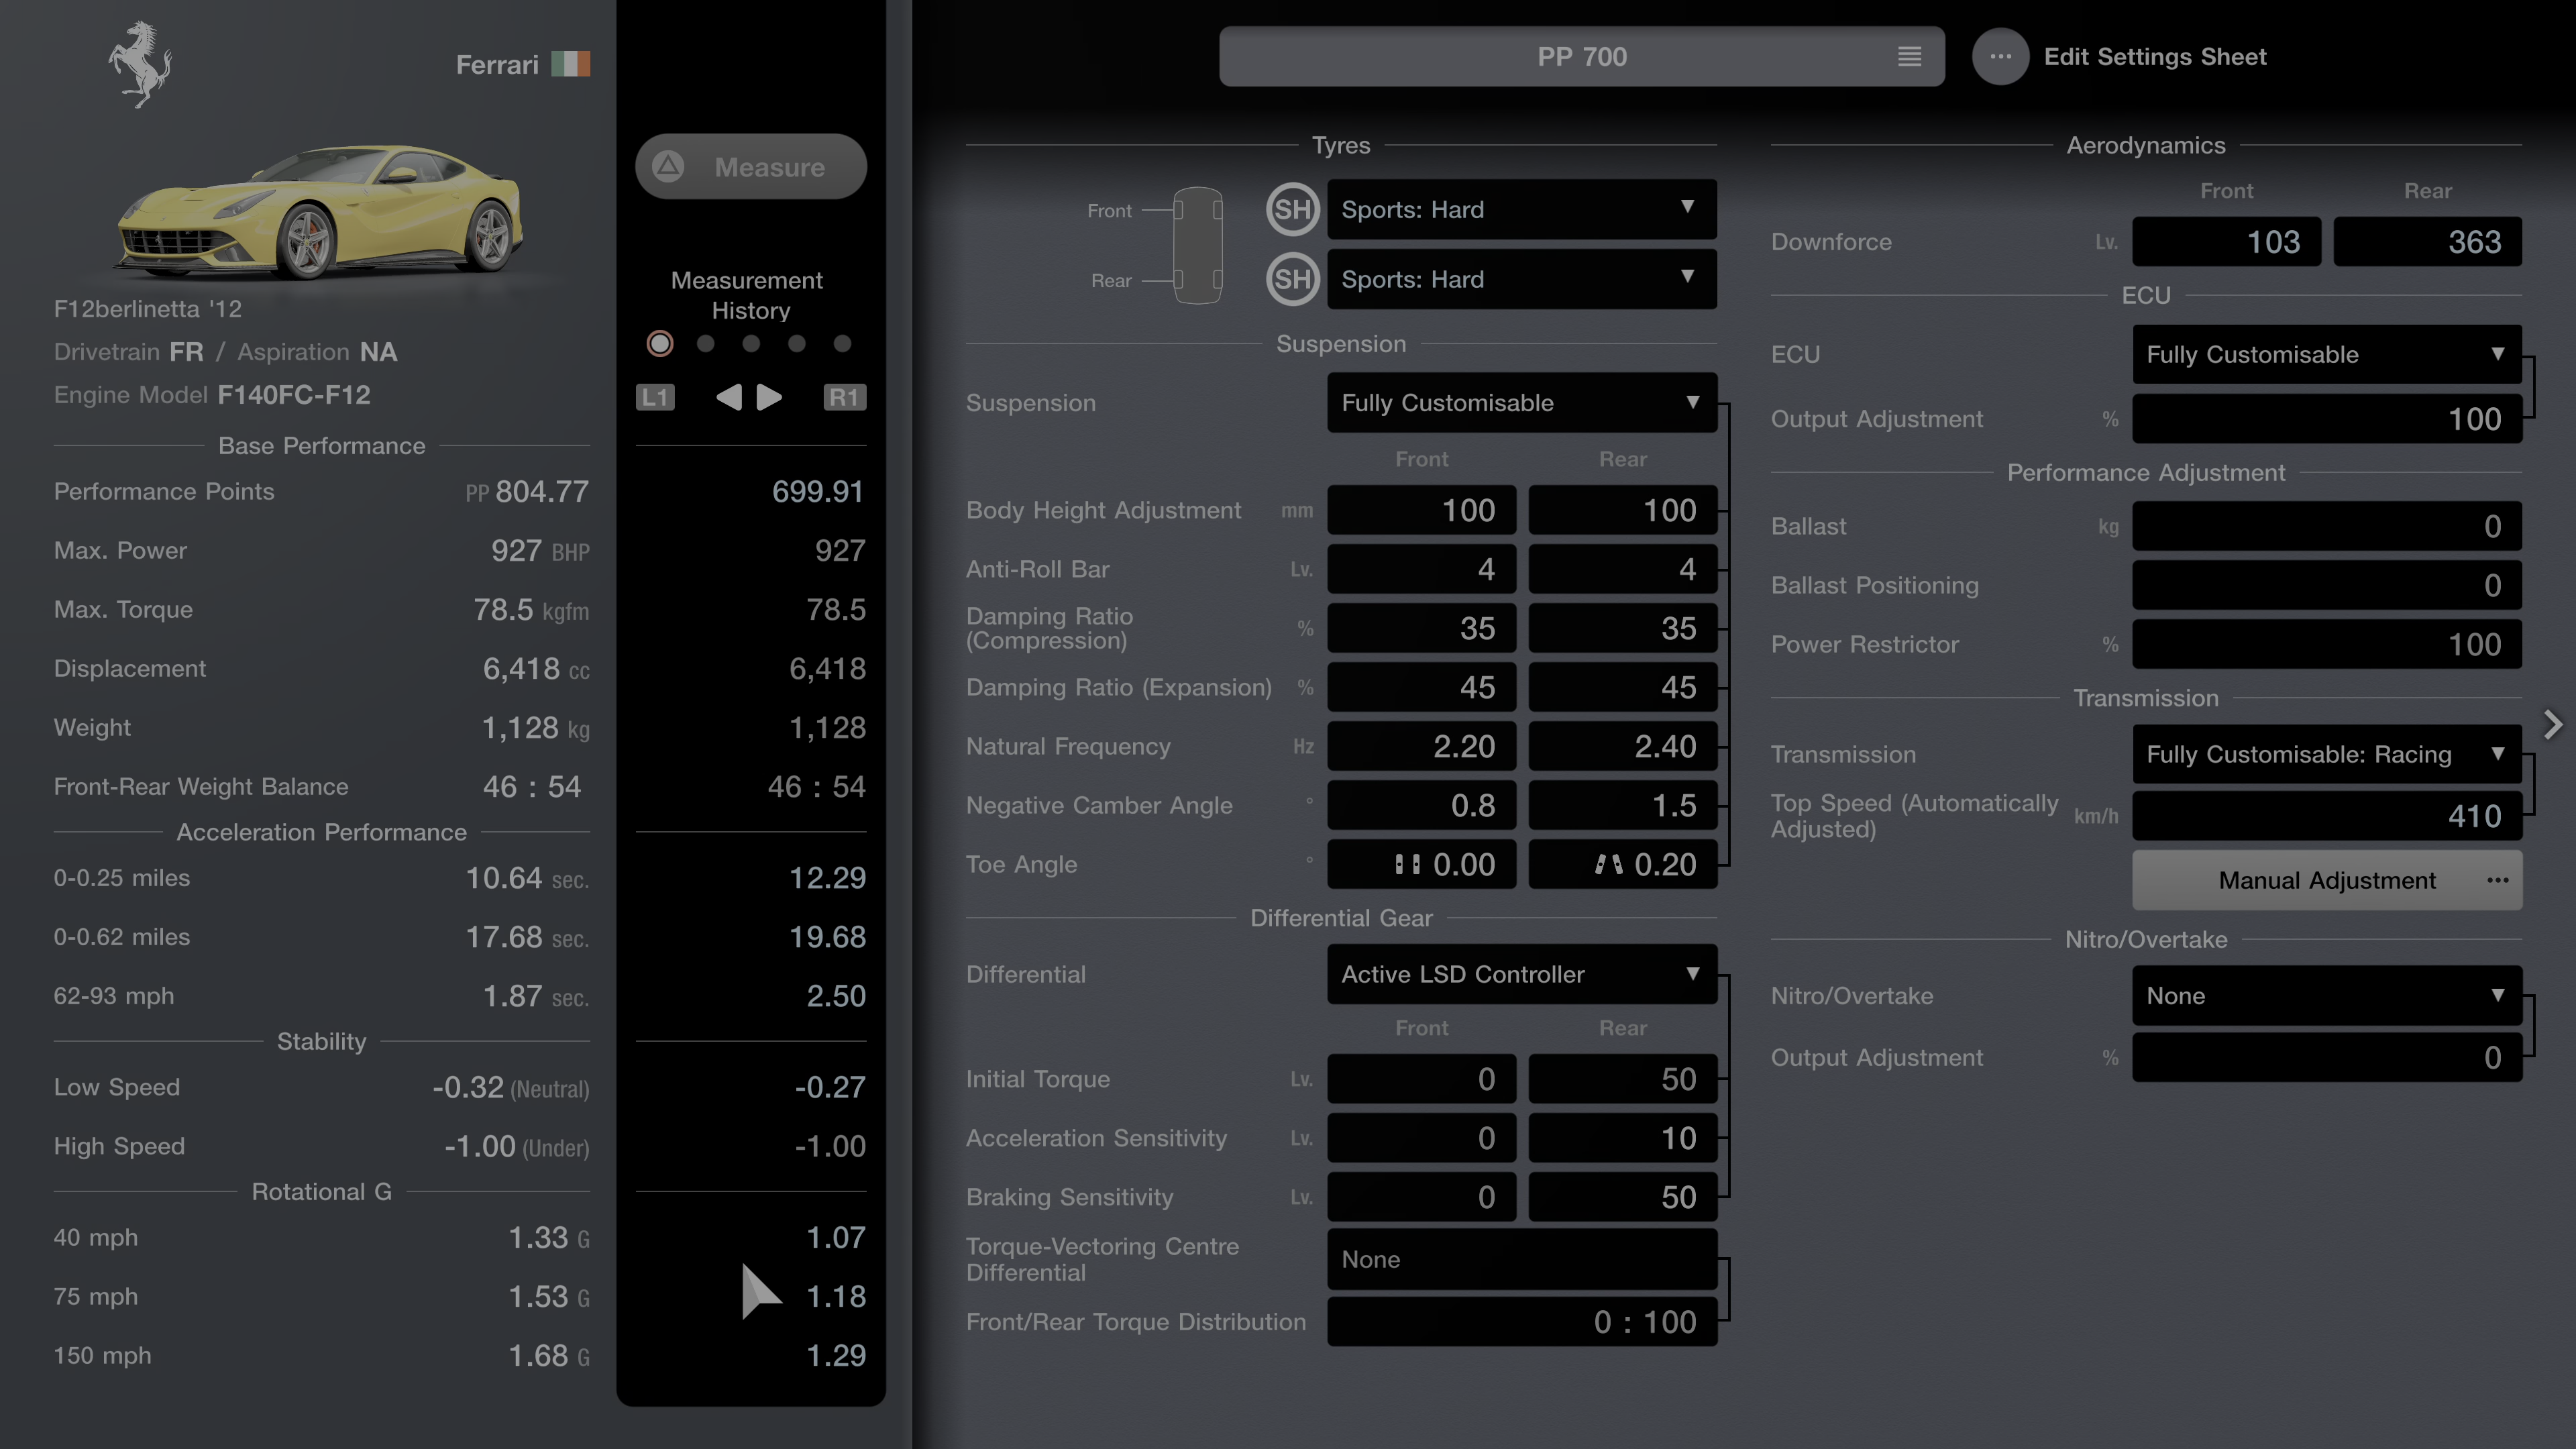 Ferrari
F12berlinetta '12
Drivetrain FR / Aspiration NA
Engine Model F140FC-F12
Base Performance
Performance Points PP 804.77
Max. Power 927 BHP
Max. Torque 78.5 kgfm
Displacement 6,418 cc
Weight 1,128 kg
Front-Rear Weight Balance 46 : 54
Acceleration Performance
0-0.25 miles 10.64 sec.
0-0.62 miles 17.68 sec.
62-93 mph 1.87 sec.
Stability
Low Speed -0.32 (Neutral)
High Speed -1.00 (Under)
Rotational G
40 mph 1.33 G
75 mph 1.53 G
150 mph 1.68 G
Measure
Measurement
History
L1 R1
699.91
927
78.5
6,418
1,128
46 : 54
12.29
19.68
2.50
-0.27
-1.00
1.07
1.18
1.29
PP 700
Edit Settings Sheet
Tyres
Front SH Sports: Hard
Rear SH Sports: Hard
Suspension
Suspension Fully Customisable
Front Rear
Body Height Adjustment mm 100 100
Anti-Roll Bar Lv. 4 4
Damping Ratio
(Compression) % 35 35
Damping Ratio (Expansion) % 45 45
Natural Frequency Hz 2.20 2.40
Negative Camber Angle ° 0.8 1.5
Toe Angle ° 0.00 0.20
Differential Gear
Differential Active LSD Controller
Front Rear
Initial Torque Lv. 0 50
Acceleration Sensitivity Lv. 0 10
Braking Sensitivity Lv. 0 50
Torque-Vectoring Centre
Differential None
Front/Rear Torque Distribution 0 : 100
Aerodynamics
Front Rear
Downforce Lv. 103 363
ECU
ECU Fully Customisable
Output Adjustment % 100
Performance Adjustment
Ballast kg 0
Ballast Positioning 0
Power Restrictor % 100
Transmission
Transmission Fully Customisable: Racing
Top Speed (Automatically
Adjusted) km/h 410
Manual Adjustment
Nitro/Overtake
Nitro/Overtake None
Output Adjustment % 0